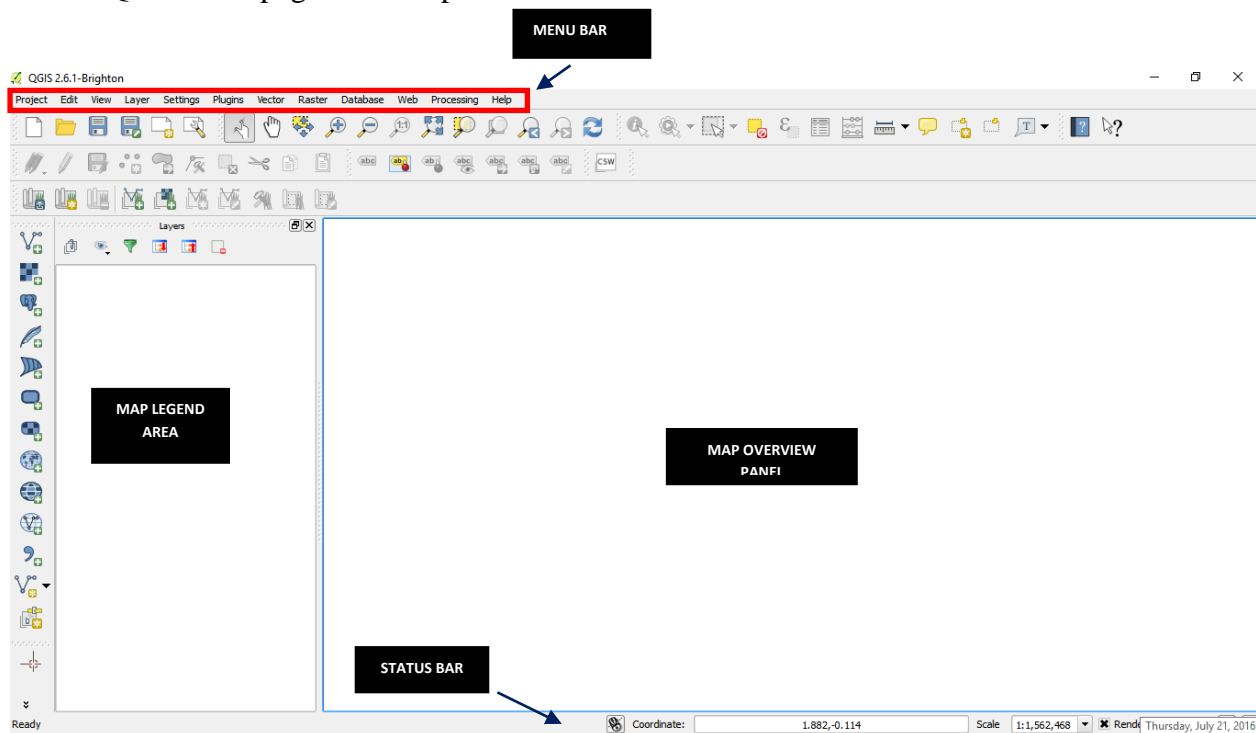 MENU BAR
QGIS 2.6.1-Brighton
Project Edit View Layer Settings Plugins Vector Raster Database Web Processing Help
abc
CSW
Layers
MAP LEGEND
AREA
MAP OVERVIEW
PANEL
STATUS BAR
Ready
Coordinate: 1.882,-0.114 Scale 1:1,562,468 Thursday, July 21, 2016